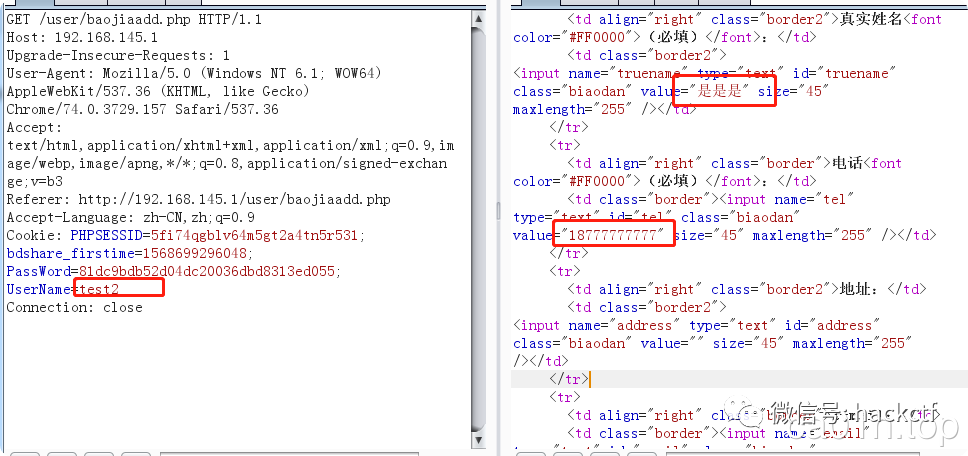 GET /user/baojiaadd.php HTTP/1.1
Host: 192.168.145.1
Upgrade-Insecure-Requests: 1
User-Agent: Mozilla/5.0 (Windows NT 6.1; WOW64)
AppleWebKit/537.36 (KHTML, like Gecko)
Chrome/74.0.3729.157 Safari/537.36
Accept:
text/html,application/xhtml+xml,application/xml;q=0.9,im
age/webp,image/apng,*/*;q=0.8,application/signed-exchan
ge;v=b3
Referer: http://192.168.145.1/user/baojiaadd.php
Accept-Language: zh-CN,zh;q=0.9
Cookie: PHPSESSID=5fi74qgblv64m5gt2a4tn5r531;
bdshare_firstime=1568699296048;
PassWord=81dc9bdb52d04dc20036dbd8313ed055;
UserName=test2
Connection: close
<td align="right" class="border2">真实姓名<font
color="#FF0000">（必填）</font>：</td>
<td class="border2">
<input name="truename" type="text" id="truename"
class="biaodan" value="是是是" size="45"
maxlength="255" /></td>
</tr>
<tr>
<td align="right" class="border">电话<font
color="#FF0000">（必填）</font>：</td>
<td class="border"><input name="tel"
type="text" id="tel" class="biaodan"
value="18777777777" size="45" maxlength="255" /></td>
</tr>
<tr>
<td align="right" class="border2">地址：</td>
<td class="border2">
<input name="address" type="text" id="address"
class="biaodan" value="" size="45" maxlength="255"
/></td>
</tr>
<tr>
<td align="right" class="border
<td class="border"><input name=
微信号: hackctf